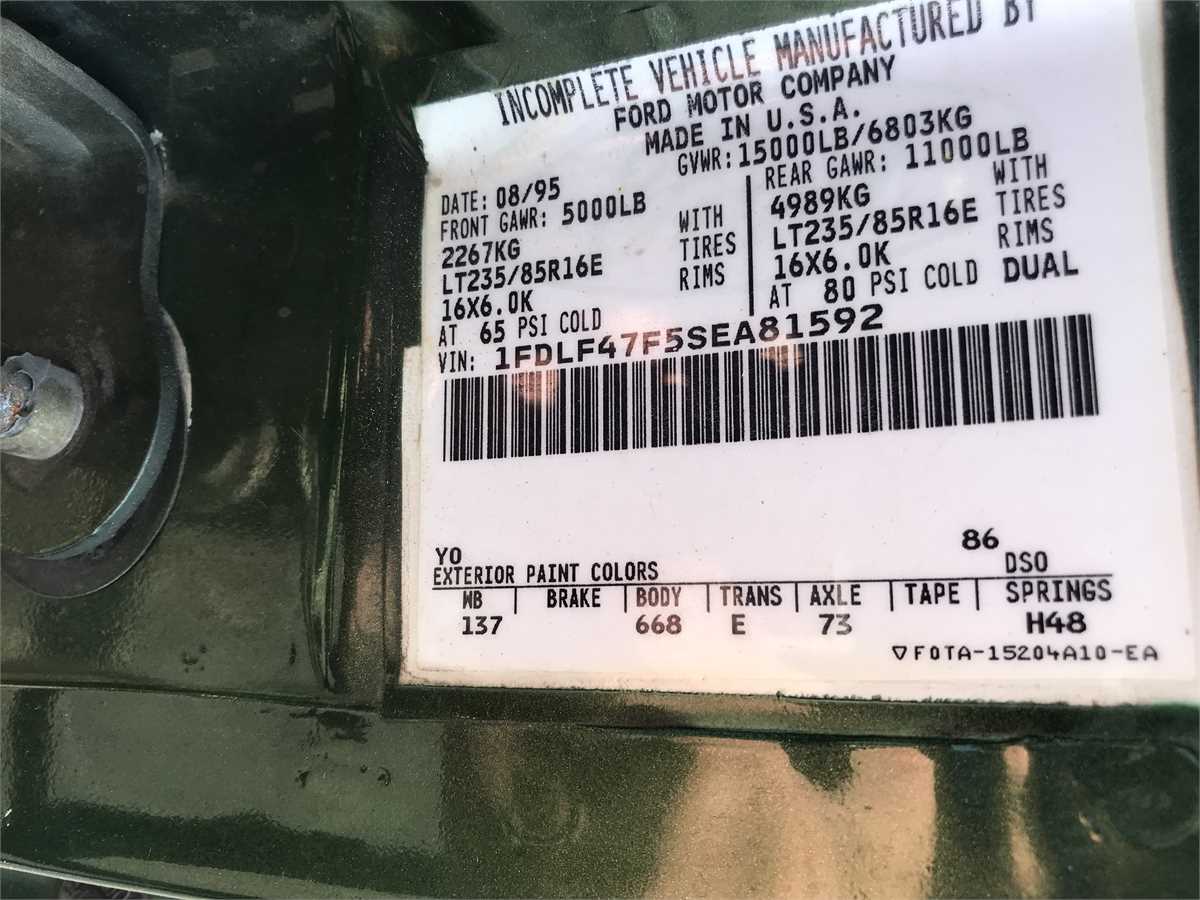 INCOMPLETE VEHICLE MANUFACTURED BY
FORD MOTOR COMPANY
MADE IN U.S.A.
GVWR: 15000LB/6803KG
DATE: 08/95
FRONT GAWR: 5000LB
2267KG WITH
LT235/85R16E TIRES
16X6.0K RIMS
AT 65 PSI COLD
REAR GAWR: 11000LB
4989KG WITH
LT235/85R16E TIRES
16X6.0K RIMS
AT 80 PSI COLD DUAL
VIN: 1FDLF47F5SEA81592
YO
86
EXTERIOR PAINT COLORS DSO
WB | BRAKE | BODY | TRANS | AXLE | TAPE | SPRINGS
137 668 E 73 H48
▽F0TA-15204A10-EA